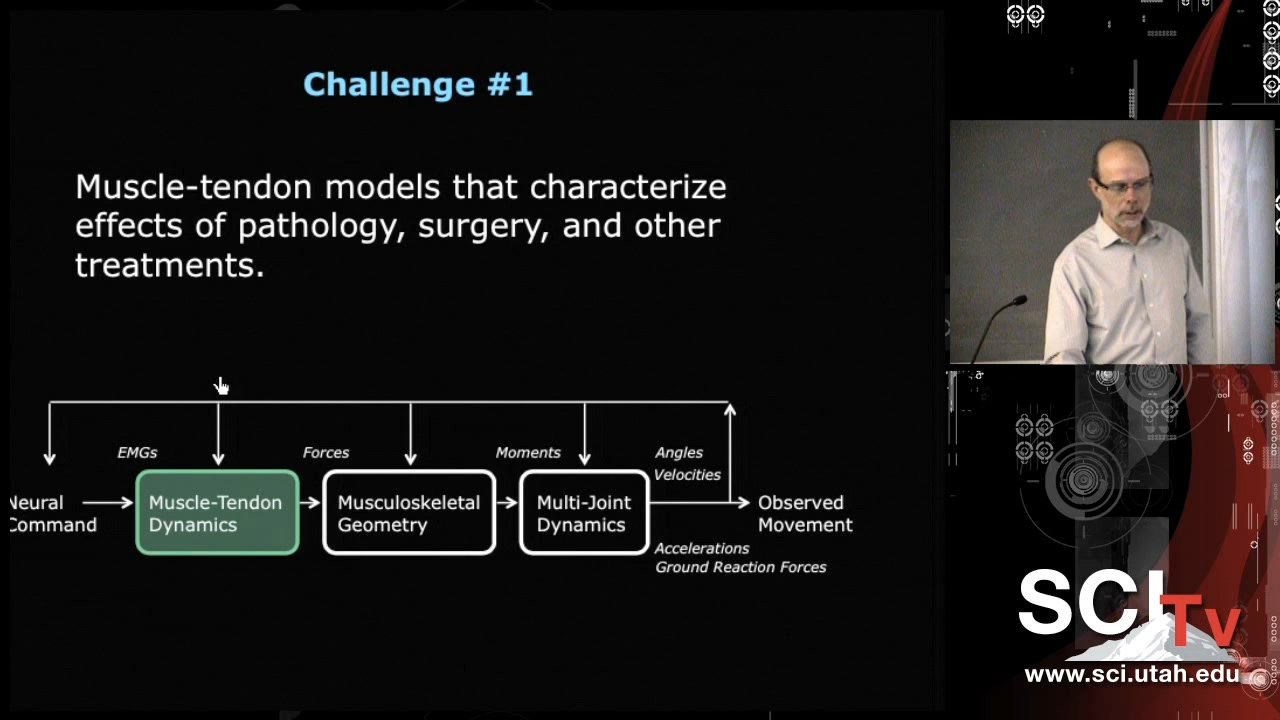 Challenge #1
Muscle-tendon models that characterize
effects of pathology, surgery, and other
treatments.
EMGs
Forces
Moments
Angles
Velocities
Neural
Command
Muscle-Tendon
Dynamics
Musculoskeletal
Geometry
Multi-Joint
Dynamics
Observed
Movement
Accelerations
Ground Reaction Forces
SCI
Tv
www.sci.utah.edu